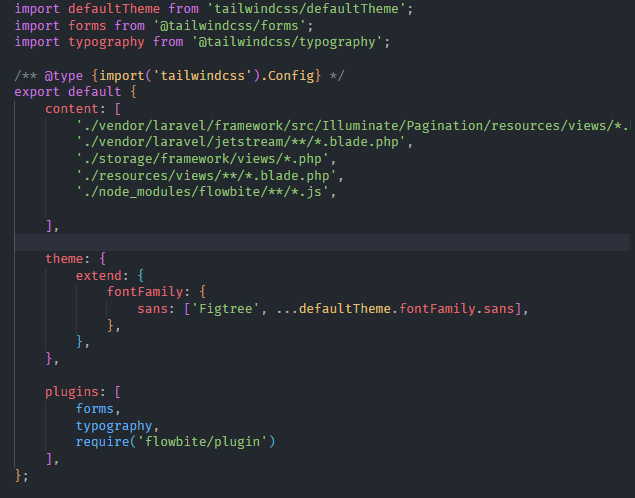 import defaultTheme from 'tailwindcss/defaultTheme';
import forms from '@tailwindcss/forms';
import typography from '@tailwindcss/typography';
/** @type {import('tailwindcss').Config} */
export default {
content: [
'./vendor/laravel/framework/src/Illuminate/Pagination/resources/views/*.
'./vendor/laravel/jetstream/**/*.blade.php',
'./storage/framework/views/*.php',
'./resources/views/**/*.blade.php',
'./node_modules/flowbite/**/*.js',
],
theme: {
extend: {
fontFamily: {
sans: ['Figtree', ...defaultTheme.fontFamily.sans],
},
},
},
plugins: [
forms,
typography,
require('flowbite/plugin')
],
};